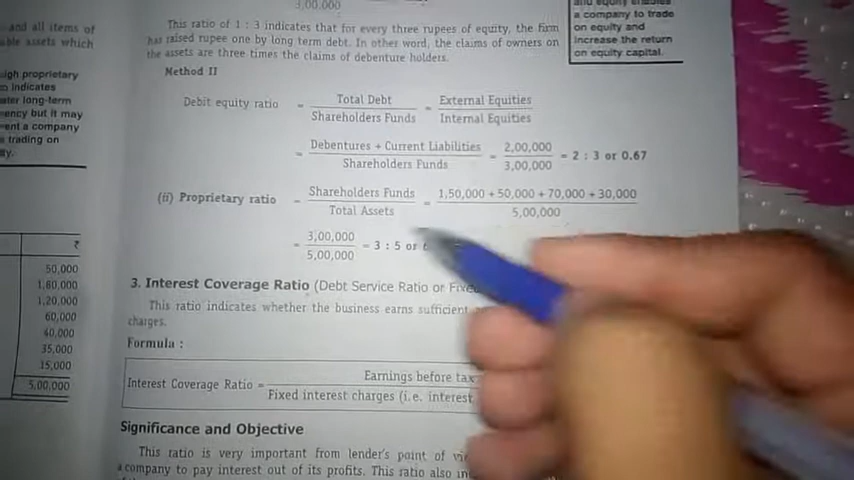 3,00,000
and equity enables
a company to trade
on equity and
increase the return
on equity capital.
and all items of
able assets which
This ratio of 1 : 3 indicates that for every three rupees of equity, the firm
has raised rupee one by long term debt. In other word, the claims of owners on
the assets are three times the claims of debenture holders.
Method II
Debit equity ratio = Total Debt / Shareholders Funds = External Equities / Internal Equities
= Debentures + Current Liabilities / Shareholders Funds = 2,00,000 / 3,00,000 = 2 : 3 or 0.67
(ii) Proprietary ratio = Shareholders Funds / Total Assets = 1,50,000 + 50,000 + 70,000 + 30,000 / 5,00,000
= 3,00,000 / 5,00,000 = 3 : 5 or
3. Interest Coverage Ratio (Debt Service Ratio or Fixed
This ratio indicates whether the business earns sufficient
charges.
Formula :
Interest Coverage Ratio = Earnings before tax / Fixed interest charges (i.e. interest
Significance and Objective
This ratio is very important from lender's point of
a company to pay interest out of its profits. This ratio also
proprietary
indicates
long-term
but it may
a company
trading on
₹
50,000
1,80,000
1,20,000
60,000
40,000
35,000
15,000
5,00,000